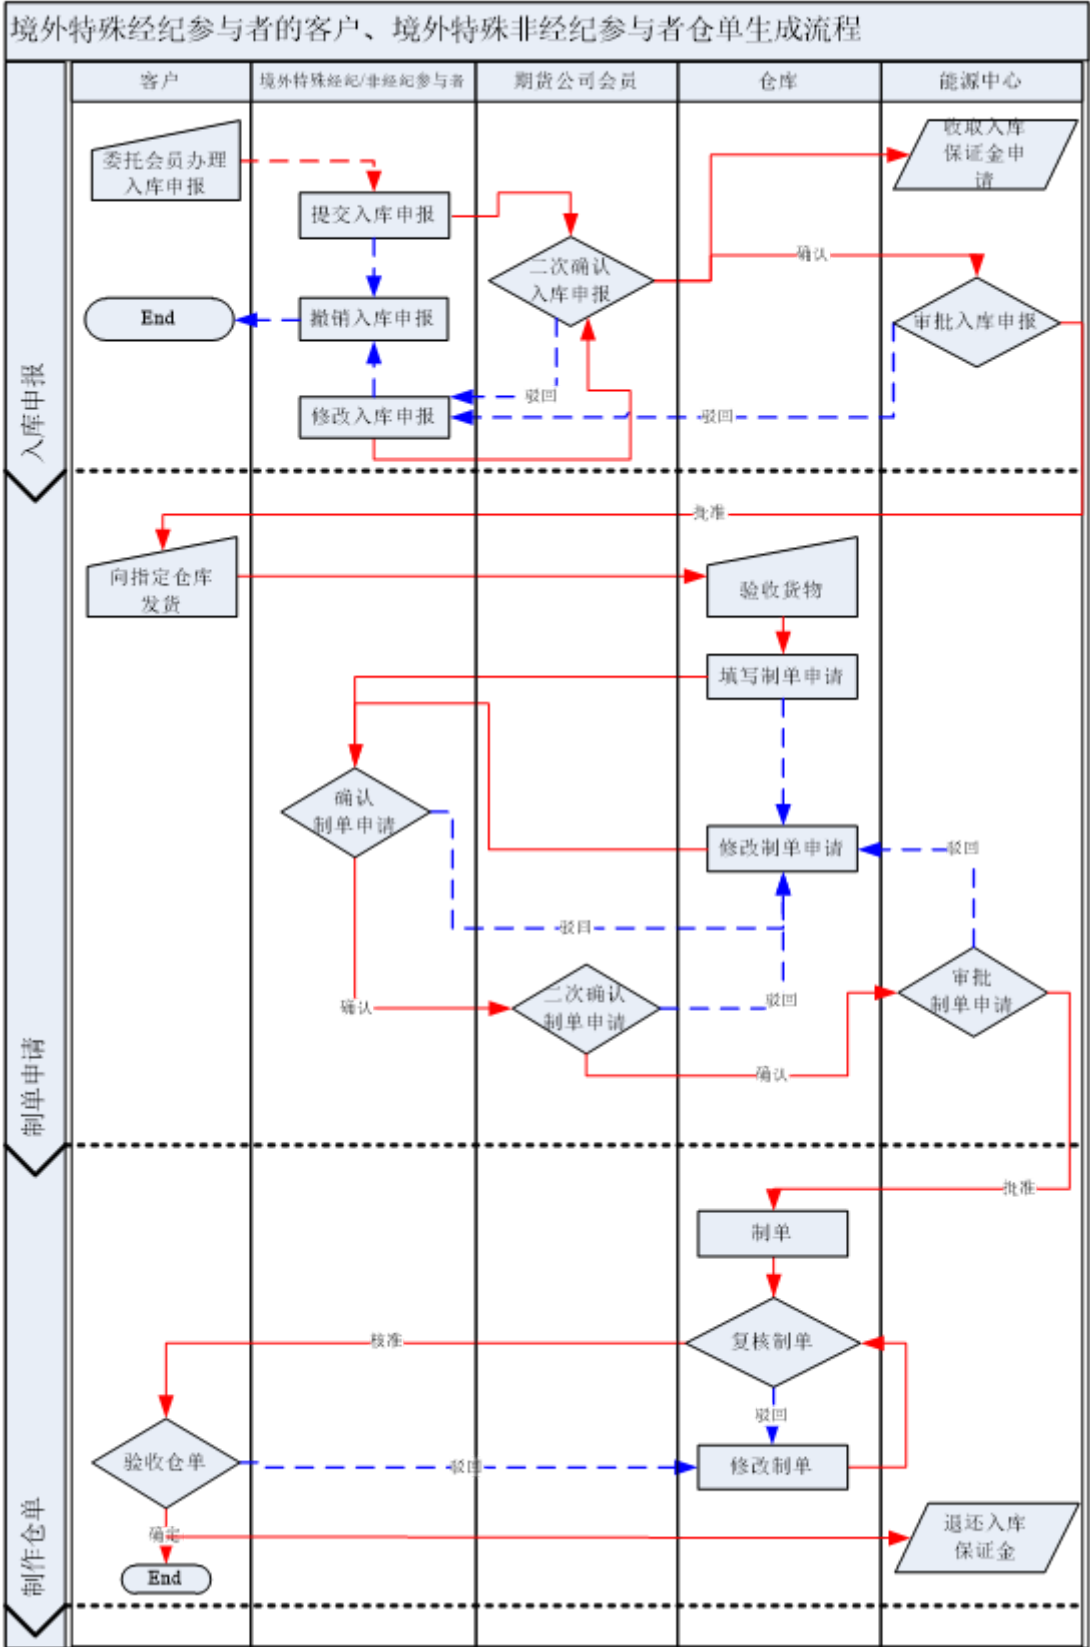 境外特殊经纪参与者的客户、境外特殊非经纪参与者仓单生成流程
客户
境外特殊经纪/非经纪参与者
期货公司会员
仓库
能源中心
委托会员办理
入库申报
收取入库
保证金申
请
提交入库申报
二次确认
入库申报
确认
End
撤销入库申报
审批入库申报
驳回
修改入库申报
驳回
入库申报
批准
向指定仓库
发货
验收货物
填写制单申请
确认
制单申请
修改制单申请
驳回
驳回
二次确认
制单申请
驳回
审批
制单申请
确认
确认
制单申请
批准
制单
复核制单
核准
驳回
验收仓单
驳回
修改制单
确定
退还入库
保证金
End
制作仓单